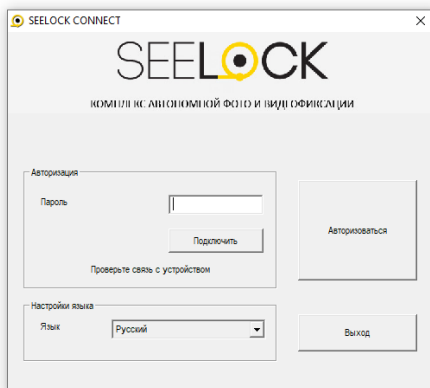 SEELOCK CONNECT
SEELOCK
КОМПЛЕКС АВТОНОМНОЙ ФОТО И ВИДЕОФИКСАЦИИ
Авторизация
Пароль
Подключить
Проверьте связь с устройством
Авторизоваться
Настройки языка
Язык
Русский
Выход